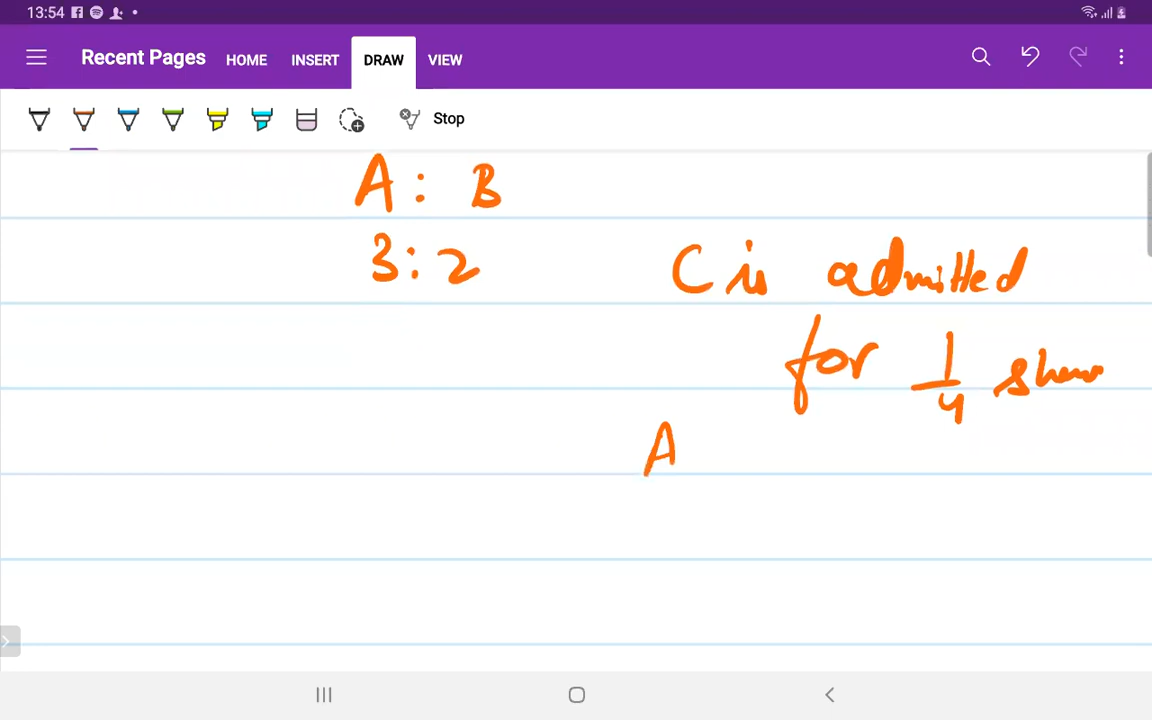 13:54
Recent Pages HOME INSERT DRAW VIEW
Stop
A : B
3 : 2
C is admitted
for 1/4 share
A